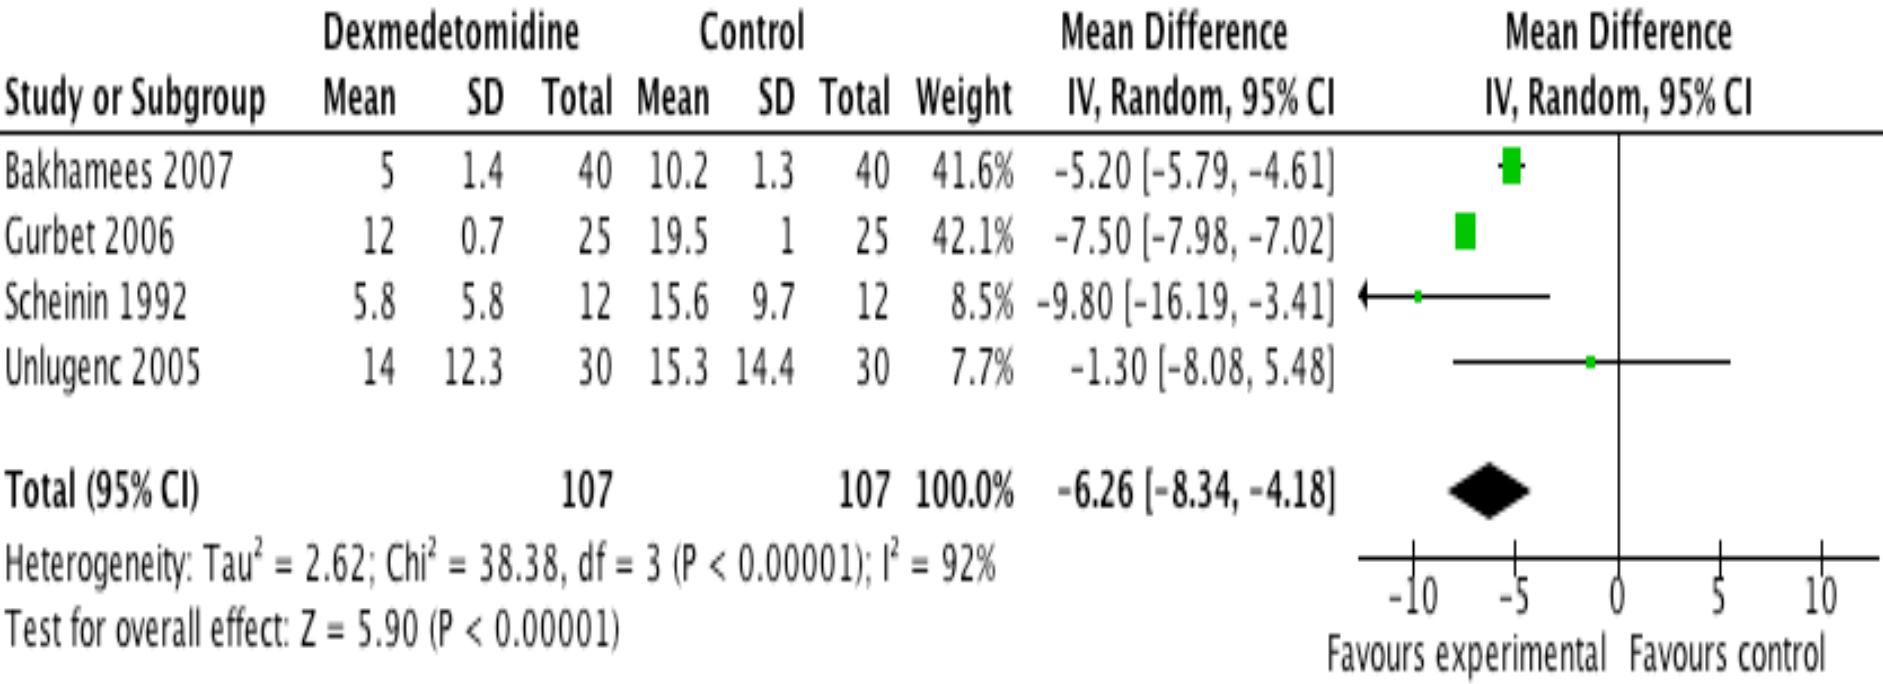 Dexmedetomidine Control Mean Difference Mean Difference
Study or Subgroup Mean SD Total Mean SD Total Weight IV, Random, 95% CI IV, Random, 95% CI
Bakhamees 2007 5 1.4 40 10.2 1.3 40 41.6% −5.20 [−5.79, −4.61]
Gurbet 2006 12 0.7 25 19.5 1 25 42.1% −7.50 [−7.98, −7.02]
Scheinin 1992 5.8 5.8 12 15.6 9.7 12 8.5% −9.80 [−16.19, −3.41]
Unlugenc 2005 14 12.3 30 15.3 14.4 30 7.7% −1.30 [−8.08, 5.48]
Total (95% CI) 107 107 100.0% −6.26 [−8.34, −4.18]
Heterogeneity: Tau² = 2.62; Chi² = 38.38, df = 3 (P < 0.00001); I² = 92%
Test for overall effect: Z = 5.90 (P < 0.00001)
−10 −5 0 5 10
Favours experimental Favours control